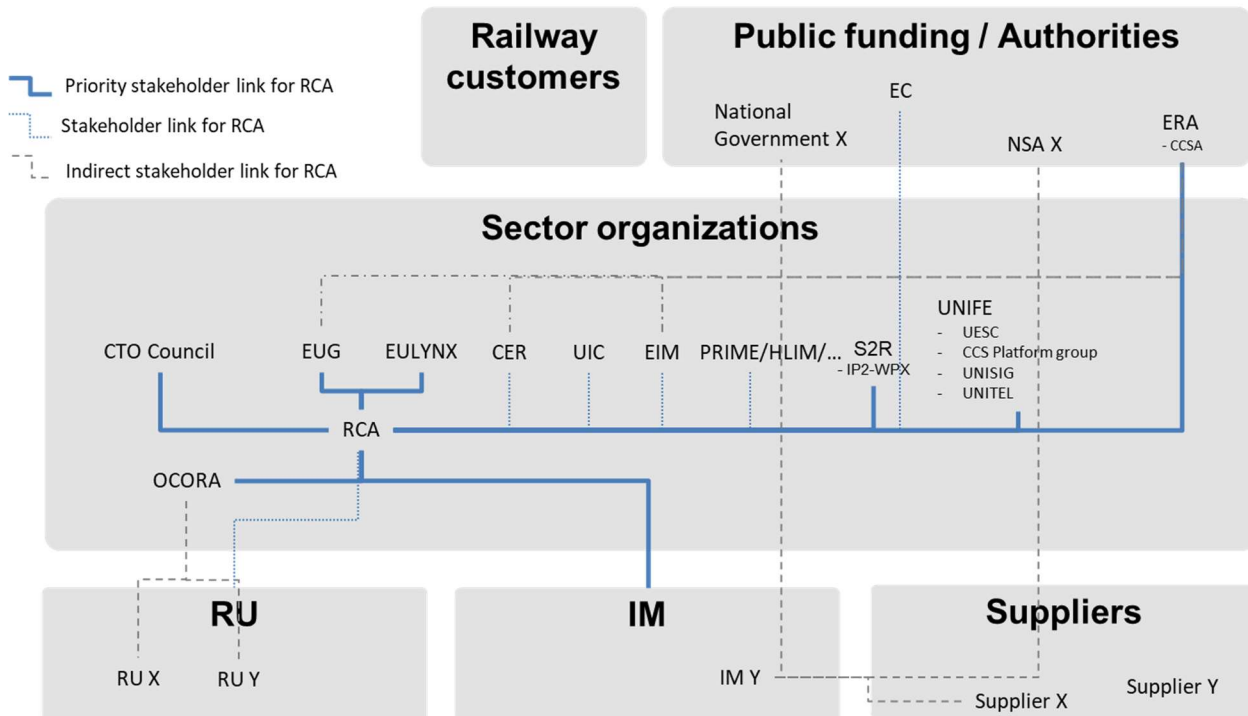 Railway
customers
Public funding / Authorities
Priority stakeholder link for RCA
Stakeholder link for RCA
Indirect stakeholder link for RCA
National
Government X
EC
NSA X
ERA
- CCSA
Sector organizations
CTO Council
EUG
EULYNX
CER
UIC
EIM
PRIME/HLIM/...
S2R
- IP2-WPX
UNIFE
- UESC
- CCS Platform group
- UNISIG
- UNITEL
RCA
OCORA
RU
RU X
RU Y
IM
IM Y
Suppliers
Supplier X
Supplier Y